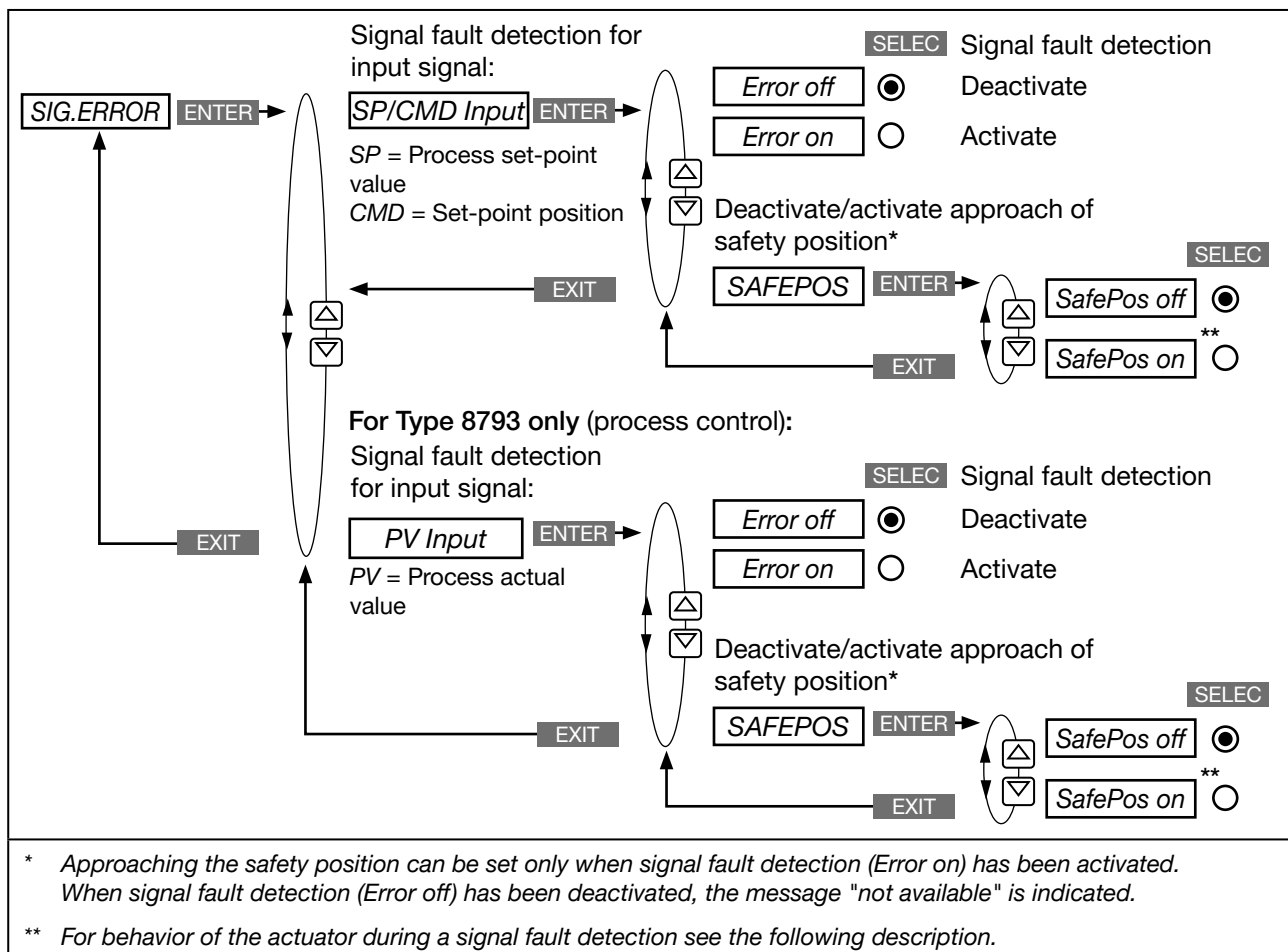 Signal fault detection for
input signal:
SELEC Signal fault detection
SIG.ERROR ENTER
SP/CMD Input ENTER
Error off Deactivate
Error on Activate
SP = Process set-point
value
CMD = Set-point position
Deactivate/activate approach of
safety position*
SELEC
SAFEPOS ENTER
SafePos off
**
SafePos on
EXIT
EXIT
For Type 8793 only (process control):
Signal fault detection
for input signal:
SELEC Signal fault detection
PV Input ENTER
Error off Deactivate
Error on Activate
EXIT
PV = Process actual
value
Deactivate/activate approach of
safety position*
SELEC
SAFEPOS ENTER
SafePos off
**
SafePos on
EXIT
EXIT
* Approaching the safety position can be set only when signal fault detection (Error on) has been activated.
When signal fault detection (Error off) has been deactivated, the message "not available" is indicated.
** For behavior of the actuator during a signal fault detection see the following description.